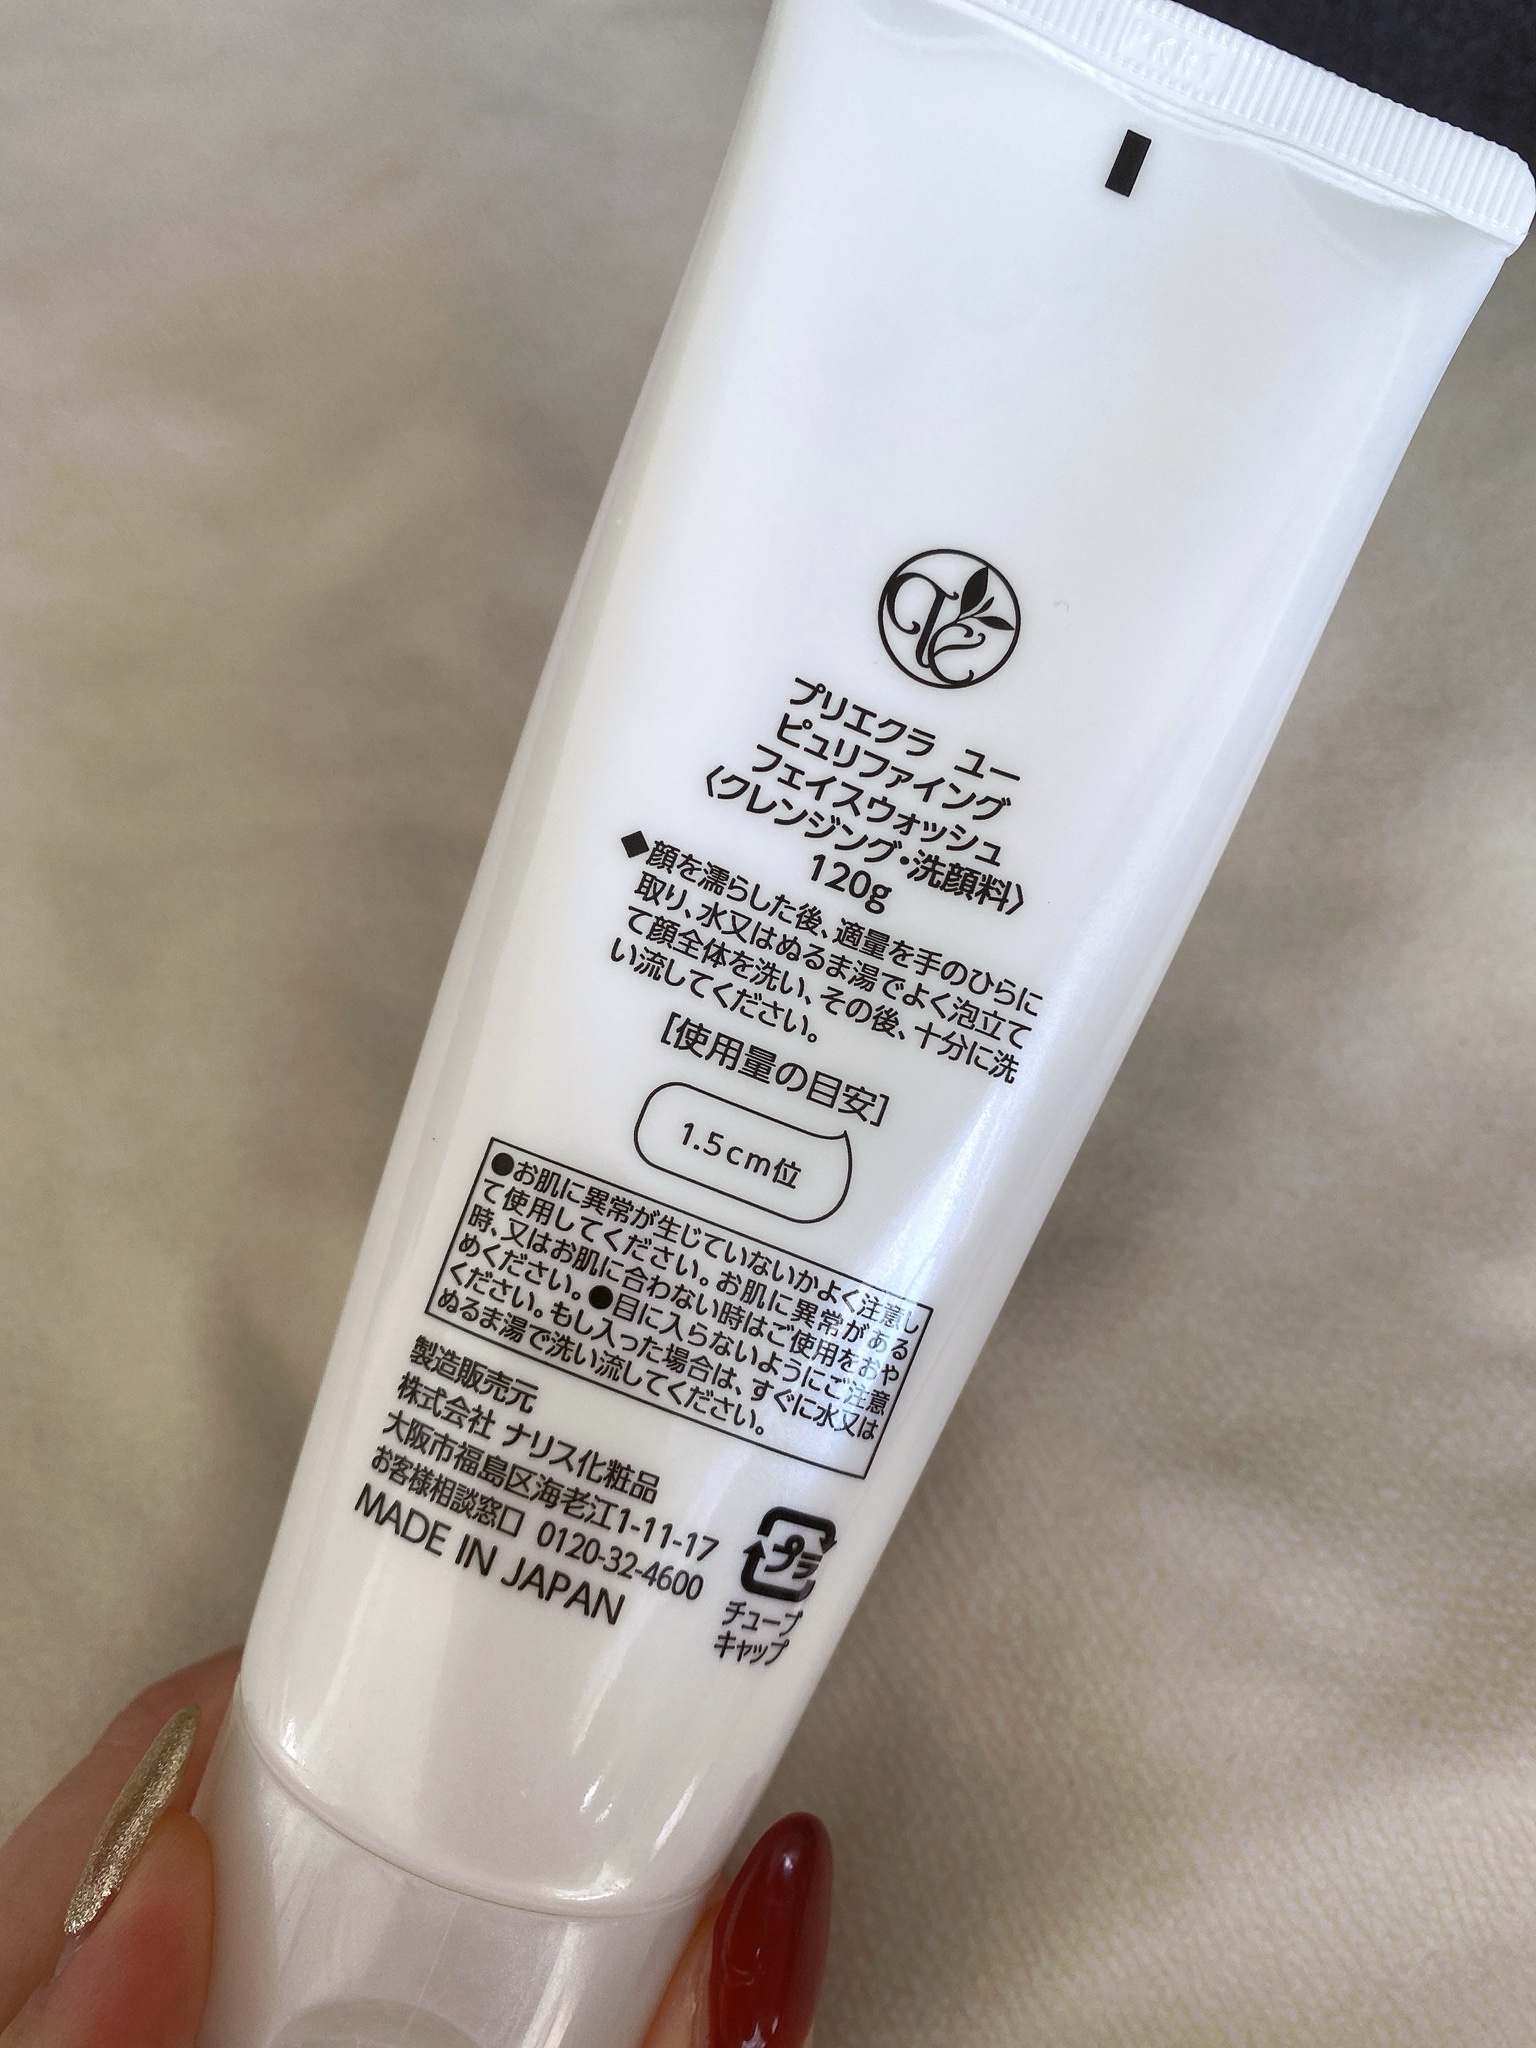 プリエクラ ユー
ピュリファイング
フェイスウォッシュ
〈クレンジング・洗顔料〉
120g
◆顔を濡らした後、適量を手のひらに
取り、水又はぬるま湯でよく泡立て
て顔全体を洗い、その後、十分に洗
い流してください。
[使用量の目安]
1.5cm位
●お肌に異常が生じていないかよく注意し
て使用してください。お肌に異常がある
時、又はお肌に合わない時はご使用をおや
めください。●目に入らないようにご注意
ください。もし入った場合は、すぐに水又は
ぬるま湯で洗い流してください。
製造販売元
株式会社 ナリス化粧品
大阪市福島区海老江1-11-17
お客様相談窓口 0120-32-4600
MADE IN JAPAN
プラ
チューブ
キャップ